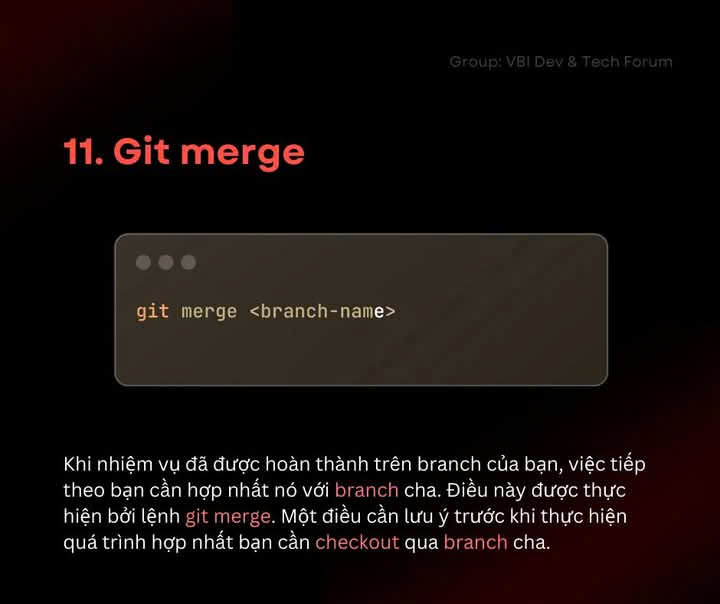 Group: VBI Dev & Tech Forum
11. Git merge
git merge <branch-name>
Khi nhiệm vụ đã được hoàn thành trên branch của bạn, việc tiếp
theo bạn cần hợp nhất nó với branch cha. Điều này được thực
hiện bởi lệnh git merge. Một điều cần lưu ý trước khi thực hiện
quá trình hợp nhất bạn cần checkout qua branch cha.